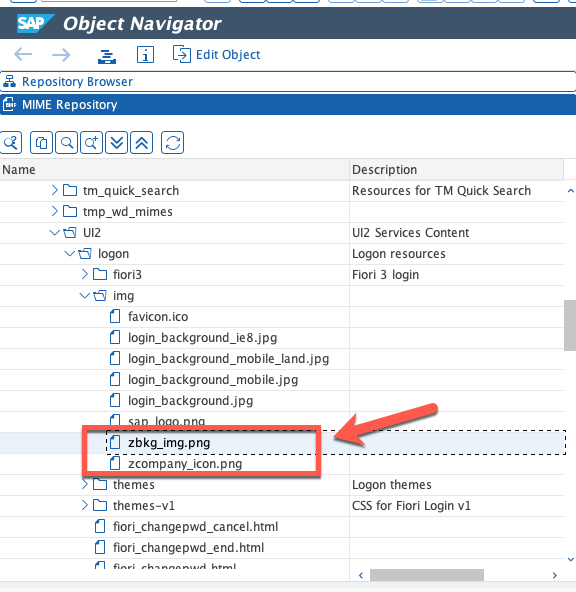 SAP Object Navigator
Edit Object
Repository Browser
MIME Repository
Name Description
tm_quick_search Resources for TM Quick Search
tmp_wd_mimes
UI2 UI2 Services Content
logon Logon resources
fiori3 Fiori 3 login
img
favicon.ico
login_background_ie8.jpg
login_background_mobile_land.jpg
login_background_mobile.jpg
login_background.jpg
sap_logo.png
zbkg_img.png
zcompany_icon.png
themes Logon themes
themes-v1 CSS for Fiori Login v1
fiori_changepwd_cancel.html
fiori_changepwd_end.html
fiori_changepwd.html